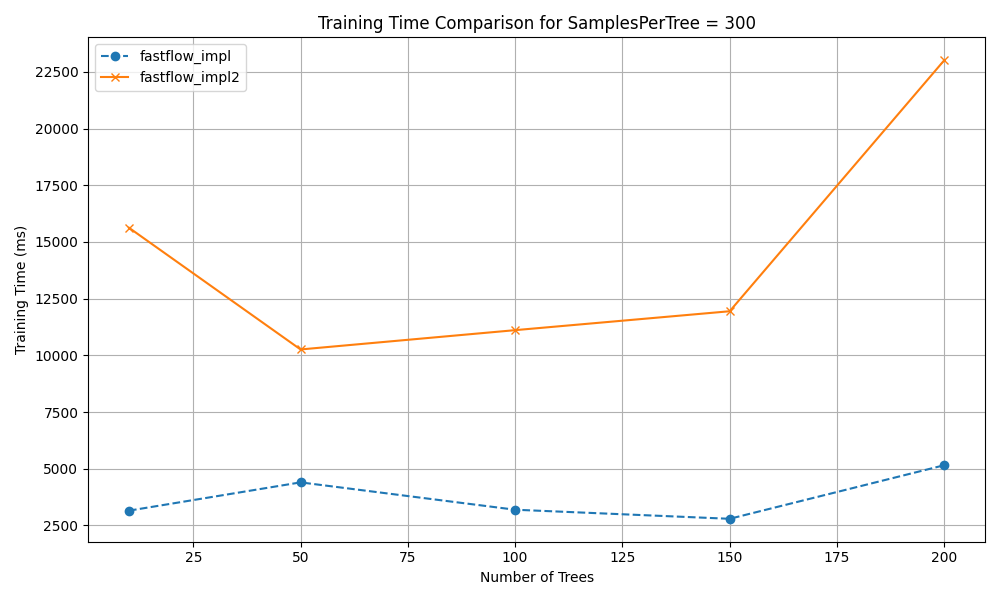 Training Time Comparison for SamplesPerTree = 300
fastflow_impl
fastflow_impl2
22500
20000
17500
15000
12500
10000
7500
5000
2500
Training Time (ms)
25 50 75 100 125 150 175 200
Number of Trees